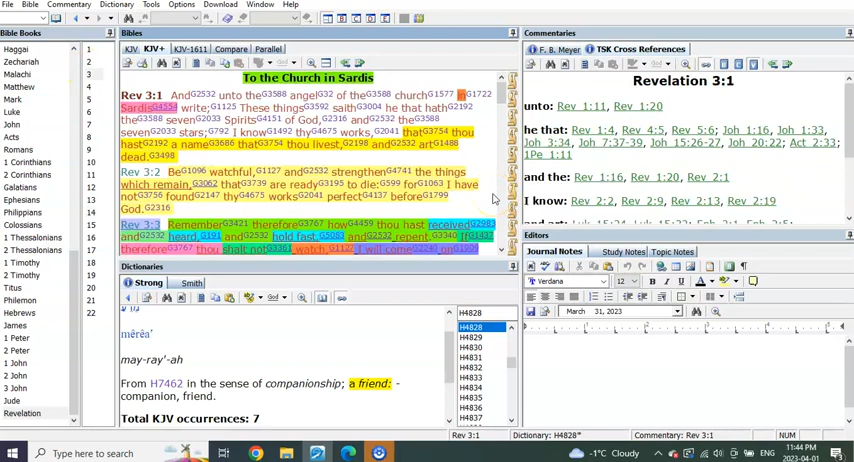 File Bible Commentary Dictionary Tools Options Download Window Help
Bible Books
Haggai
Zechariah
Malachi
Matthew
Mark
Luke
John
Acts
Romans
1 Corinthians
2 Corinthians
Galatians
Ephesians
Philippians
Colossians
1 Thessalonians
2 Thessalonians
1 Timothy
2 Timothy
Titus
Philemon
Hebrews
James
1 Peter
2 Peter
1 John
2 John
3 John
Jude
Revelation
1
2
3
4
5
6
7
8
9
10
11
12
13
14
15
16
17
18
19
20
21
22
Bibles
KJV KJV+ KJV-1611 Compare Parallel
To the Church in Sardis
Rev 3:1 And G2532 unto the G3588 angel G32 of the G3588 church G1577 in G1722
Sardis G4554 write; G1125 These things G3592 saith G3004 he that hath G2192
the G3588 seven G2033 Spirits G4151 of God, G2316 and G2532 the G3588
seven G2033 stars; G792 I know G1492 thy G4675 works, G2041 that G3754 thou
hast G2192 a name G3686 that G3754 thou livest, G2198 and G2532 art G1488
dead. G3498
Rev 3:2 Be G1096 watchful, G1127 and G2532 strengthen G4741 the things
which remain, G3062 that G3739 are ready G3195 to die: G599 for G1063 I have
not G3756 found G2147 thy G4675 works G2041 perfect G4137 before G1799
God. G2316
Rev 3:3 Remember G3421 therefore G3767 how G4459 thou hast received G2983
and G2532 heard, G191 and G2532 hold fast, G5083 and G2532 repent. G3340 If G1437
therefore G3767 thou shalt not G3361 watch, G1127 I will come G2240 on G1909
Dictionaries
Strong Smith
mêrêa‛
may-ray'-ah
From H7462 in the sense of companionship; a friend: -
companion, friend.
Total KJV occurrences: 7
H4828
H4828
H4829
H4830
H4831
H4832
H4833
H4834
H4835
H4836
H4837
Commentaries
F. B. Meyer TSK Cross References
Revelation 3:1
unto: Rev 1:11, Rev 1:20
he that: Rev 1:4, Rev 4:5, Rev 5:6; Joh 1:16, Joh 1:33,
Joh 3:34, Joh 7:37-39, Joh 15:26-27, Joh 20:22; Act 2:33;
1Pe 1:11
and the: Rev 1:16, Rev 1:20; Rev 2:1
I know: Rev 2:2, Rev 2:9, Rev 2:13, Rev 2:19
Editors
Journal Notes Study Notes Topic Notes
Verdana 12 B I U
March 31, 2023
Rev 3:1 Dictionary: H4828* Commentary: Rev 3:1 NUM
Type here to search
-1°C Cloudy
ENG
11:44 PM
2023-04-01